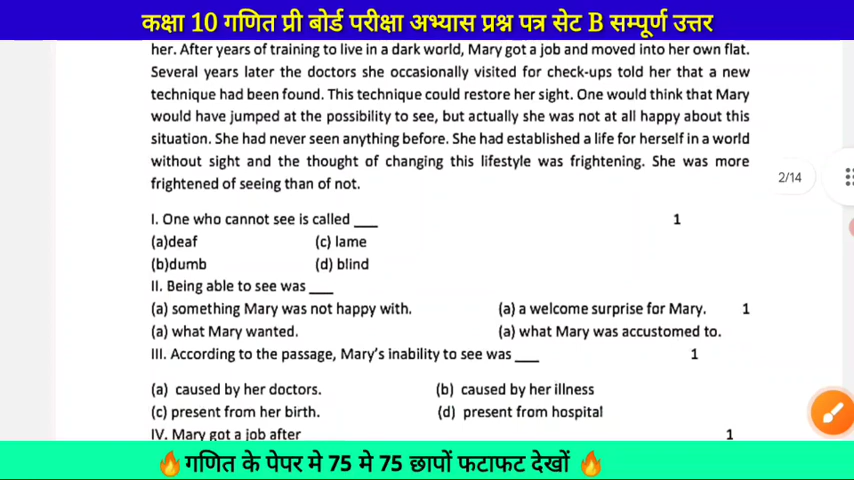 कक्षा 10 गणित प्री बोर्ड परीक्षा अभ्यास प्रश्न पत्र सेट B सम्पूर्ण उत्तर
her. After years of training to live in a dark world, Mary got a job and moved into her own flat.
Several years later the doctors she occasionally visited for check-ups told her that a new
technique had been found. This technique could restore her sight. One would think that Mary
would have jumped at the possibility to see, but actually she was not at all happy about this
situation. She had never seen anything before. She had established a life for herself in a world
without sight and the thought of changing this lifestyle was frightening. She was more
frightened of seeing than of not.
2/14
I. One who cannot see is called ___ 1
(a)deaf (c) lame
(b)dumb (d) blind
II. Being able to see was ___
(a) something Mary was not happy with. (a) a welcome surprise for Mary. 1
(a) what Mary wanted. (a) what Mary was accustomed to.
III. According to the passage, Mary's inability to see was ___ 1
(a) caused by her doctors. (b) caused by her illness
(c) present from her birth. (d) present from hospital
IV. Mary got a job after 1
🔥गणित के पेपर मे 75 मे 75 छापों फटाफट देखों 🔥